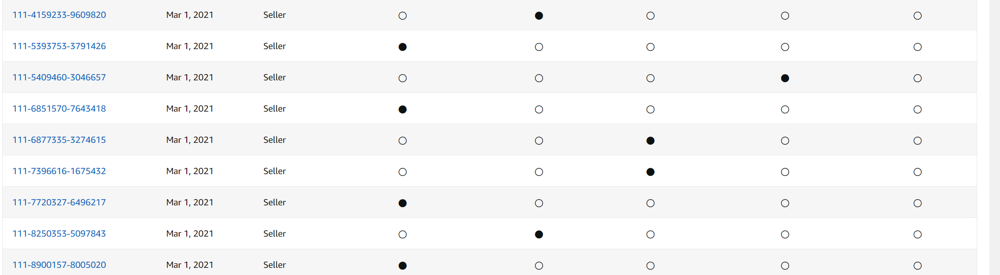 111-4159233-9609820 Mar 1, 2021 Seller
111-5393753-3791426 Mar 1, 2021 Seller
111-5409460-3046657 Mar 1, 2021 Seller
111-6851570-7643418 Mar 1, 2021 Seller
111-6877335-3274615 Mar 1, 2021 Seller
111-7396616-1675432 Mar 1, 2021 Seller
111-7720327-6496217 Mar 1, 2021 Seller
111-8250353-5097843 Mar 1, 2021 Seller
111-8900157-8005020 Mar 1, 2021 Seller